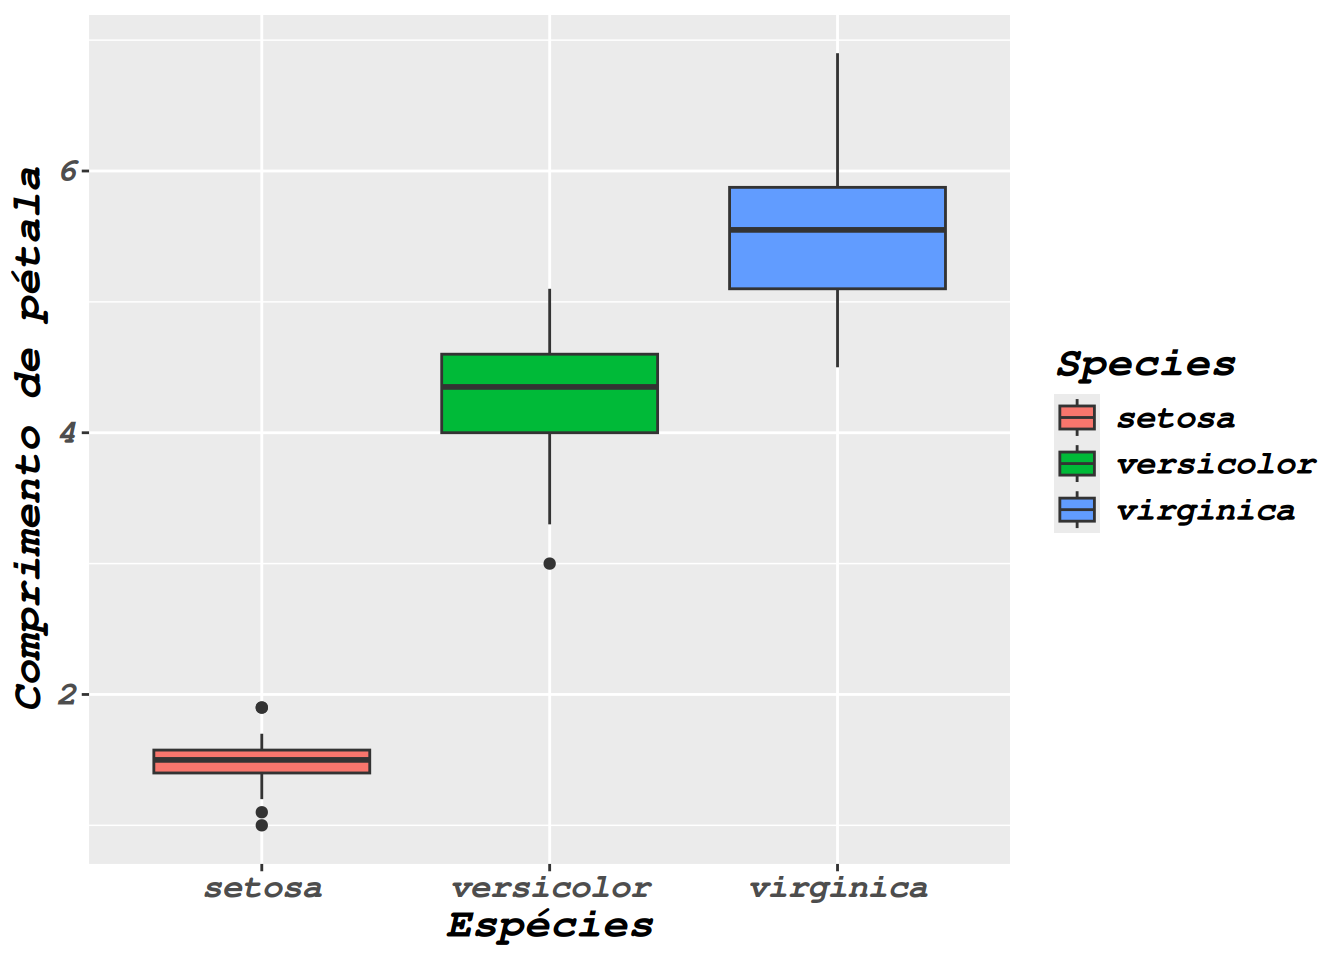 Comprimento de pétala
6
4
2
setosa versicolor virginica
Espécies
Species
setosa
versicolor
virginica